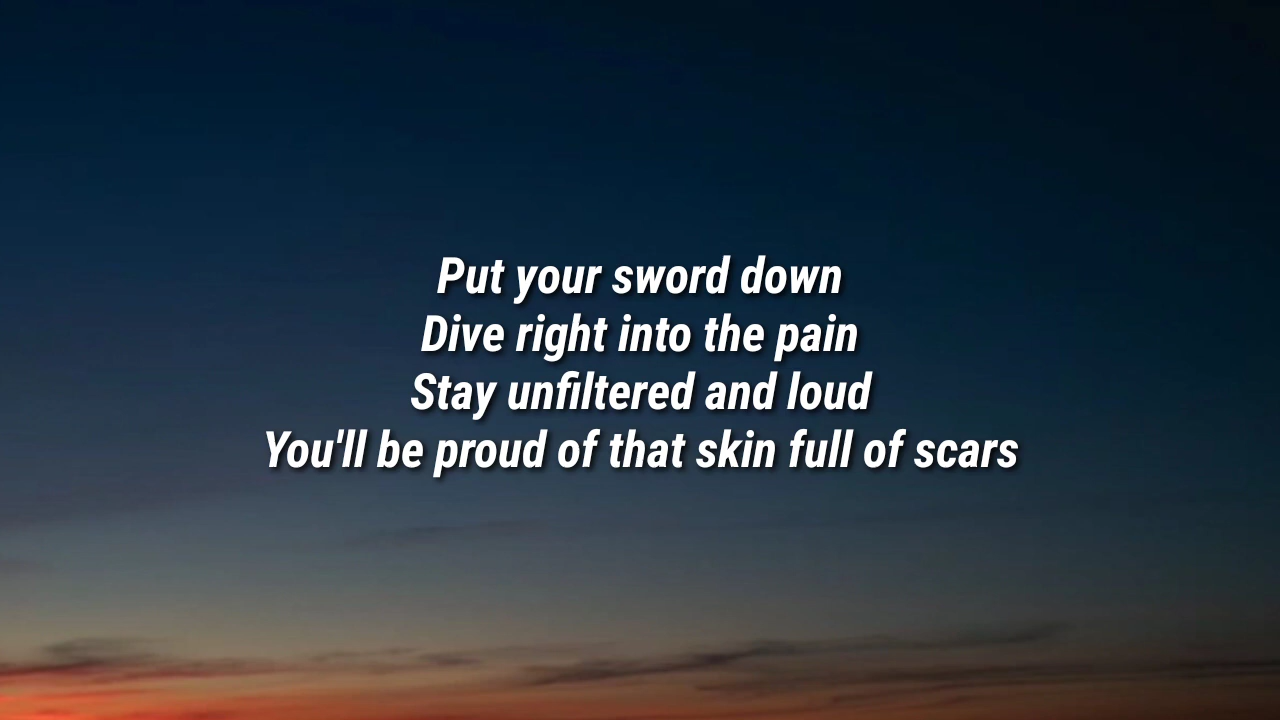 Put your sword down
Dive right into the pain
Stay unfiltered and loud
You'll be proud of that skin full of scars